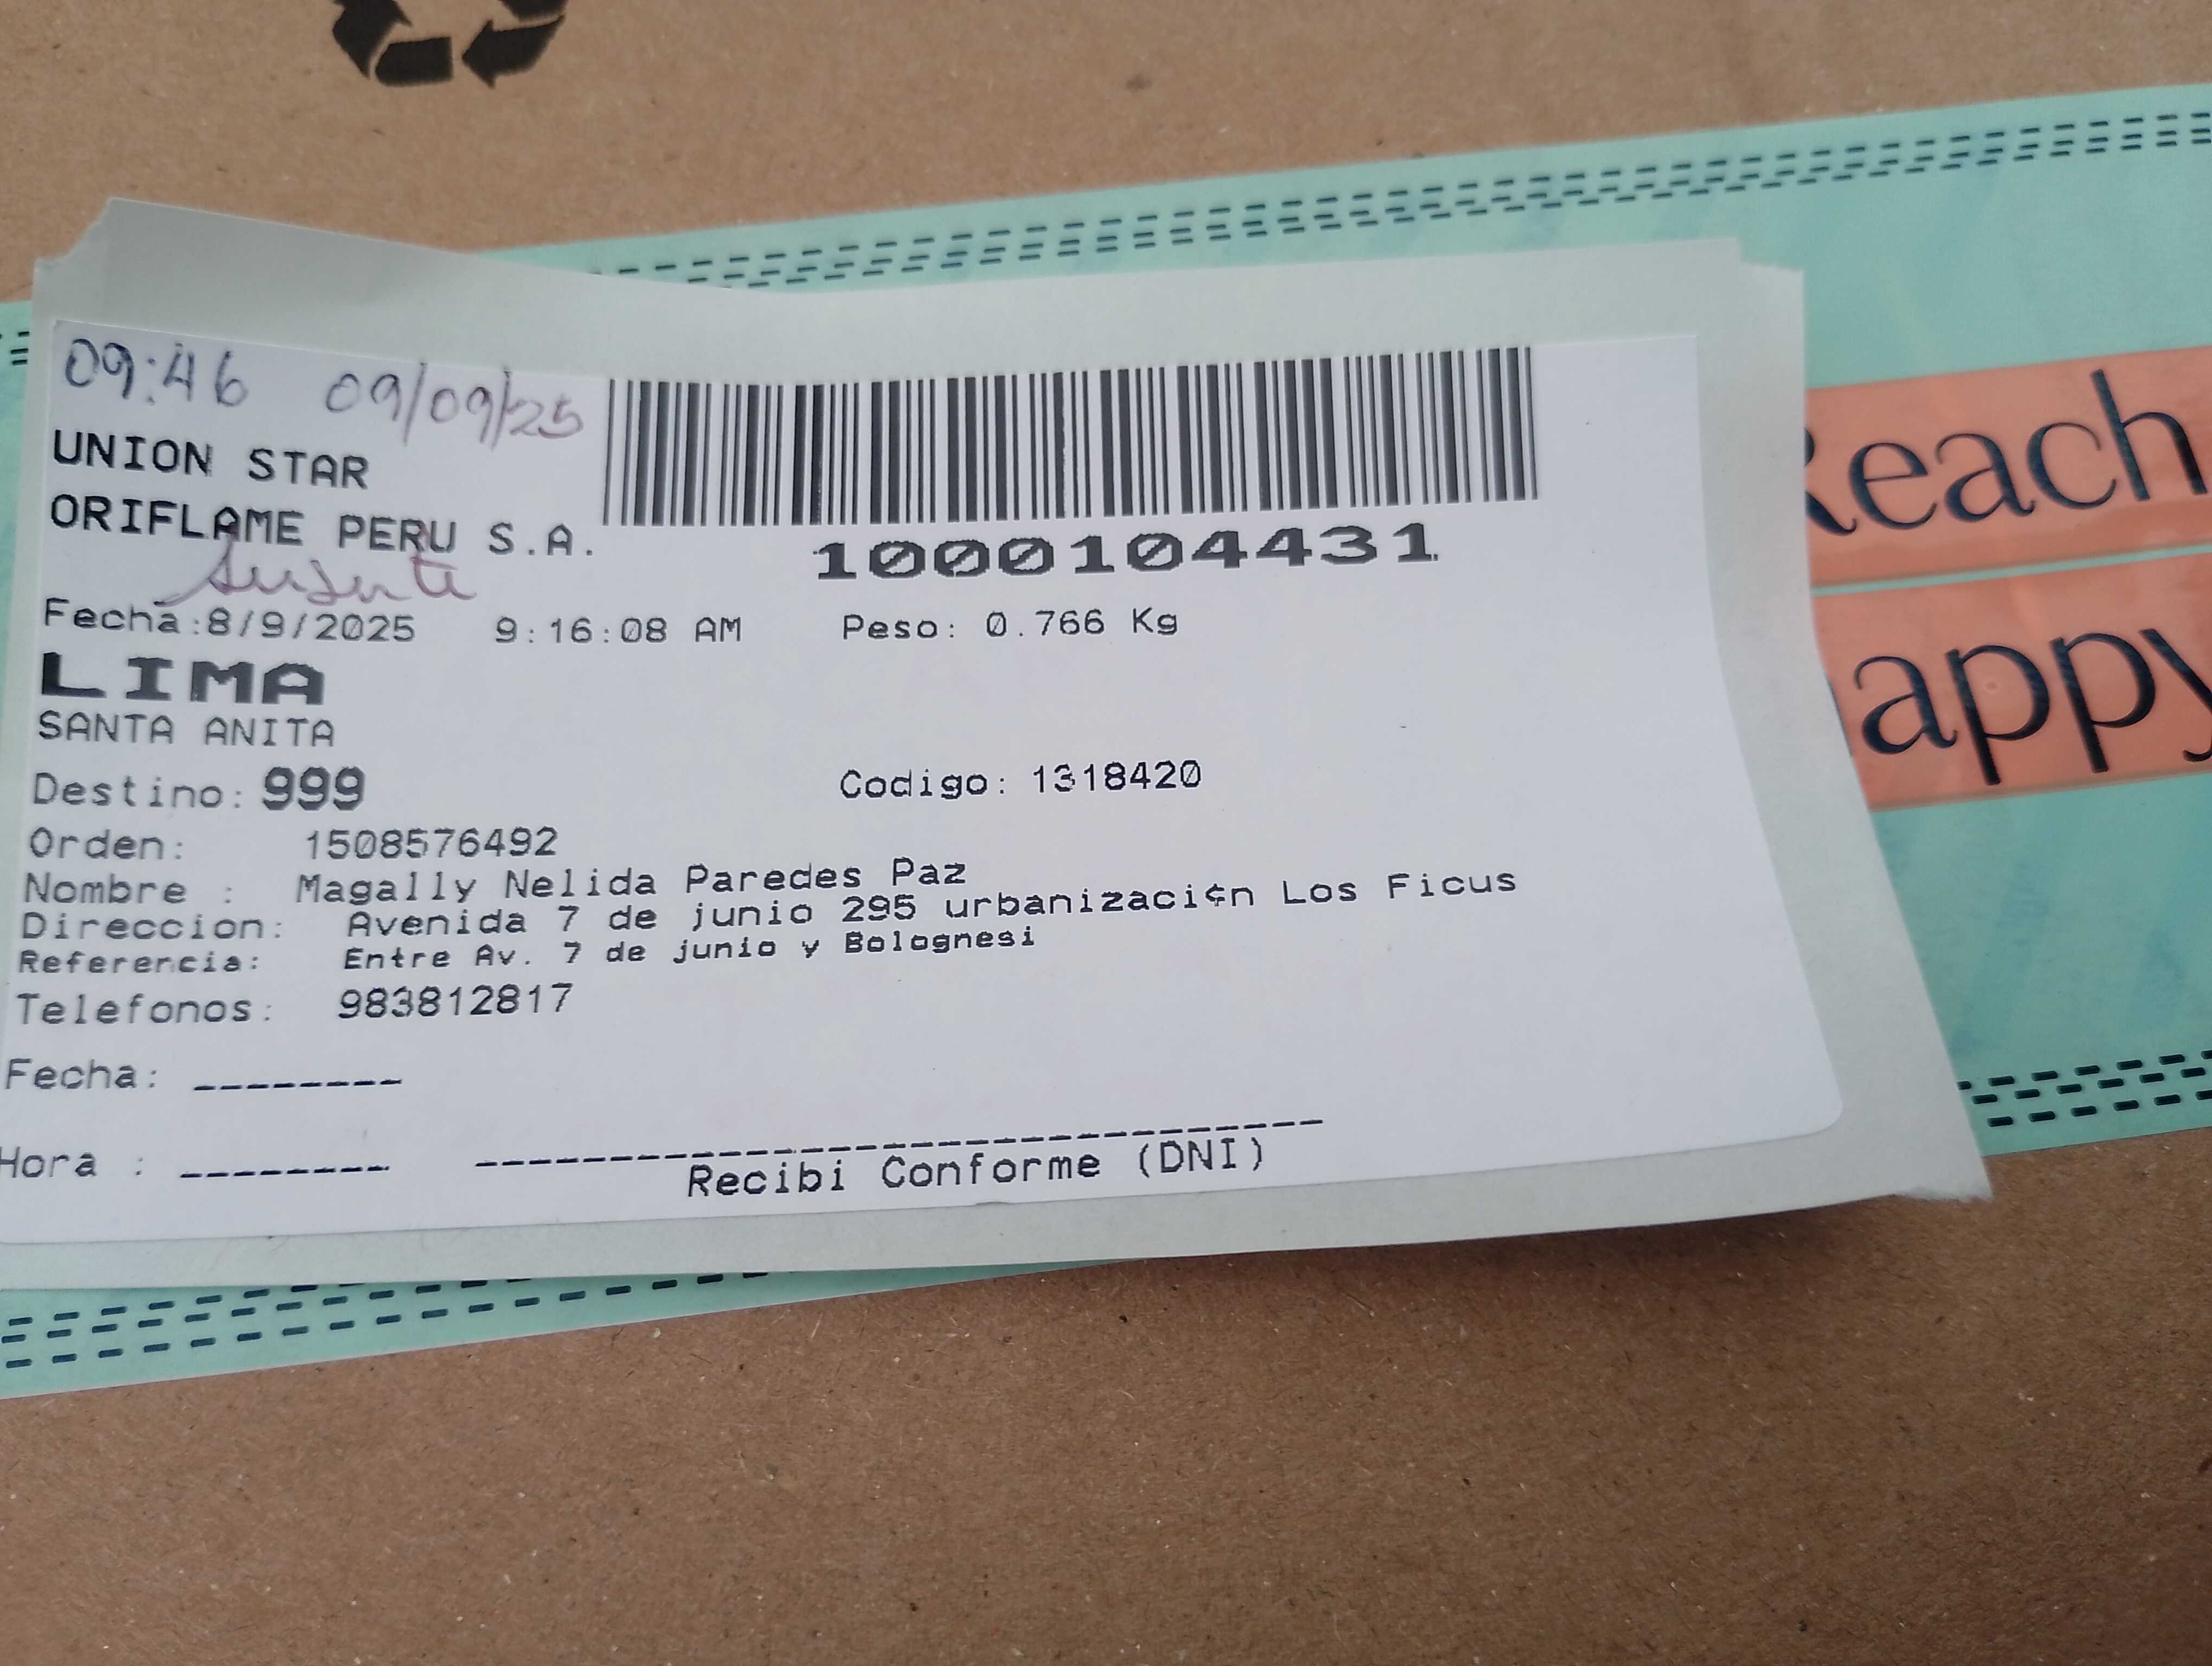 09:46 09/09/25
UNION STAR
ORIFLAME PERU S.A.
Ausente
1000104431
Fecha:8/9/2025 9:16:08 AM Peso: 0.766 Kg
LIMA
SANTA ANITA
Destino: 999 Codigo: 1318420
Orden: 1508576492
Nombre : Magally Nelida Paredes Paz
Direccion: Avenida 7 de junio 295 urbanizaci¢n Los Ficus
Referencia: Entre Av. 7 de junio y Bolognesi
Telefonos: 983812817
Fecha: --------
Hora : --------
Recibi Conforme (DNI)
Reach
appy